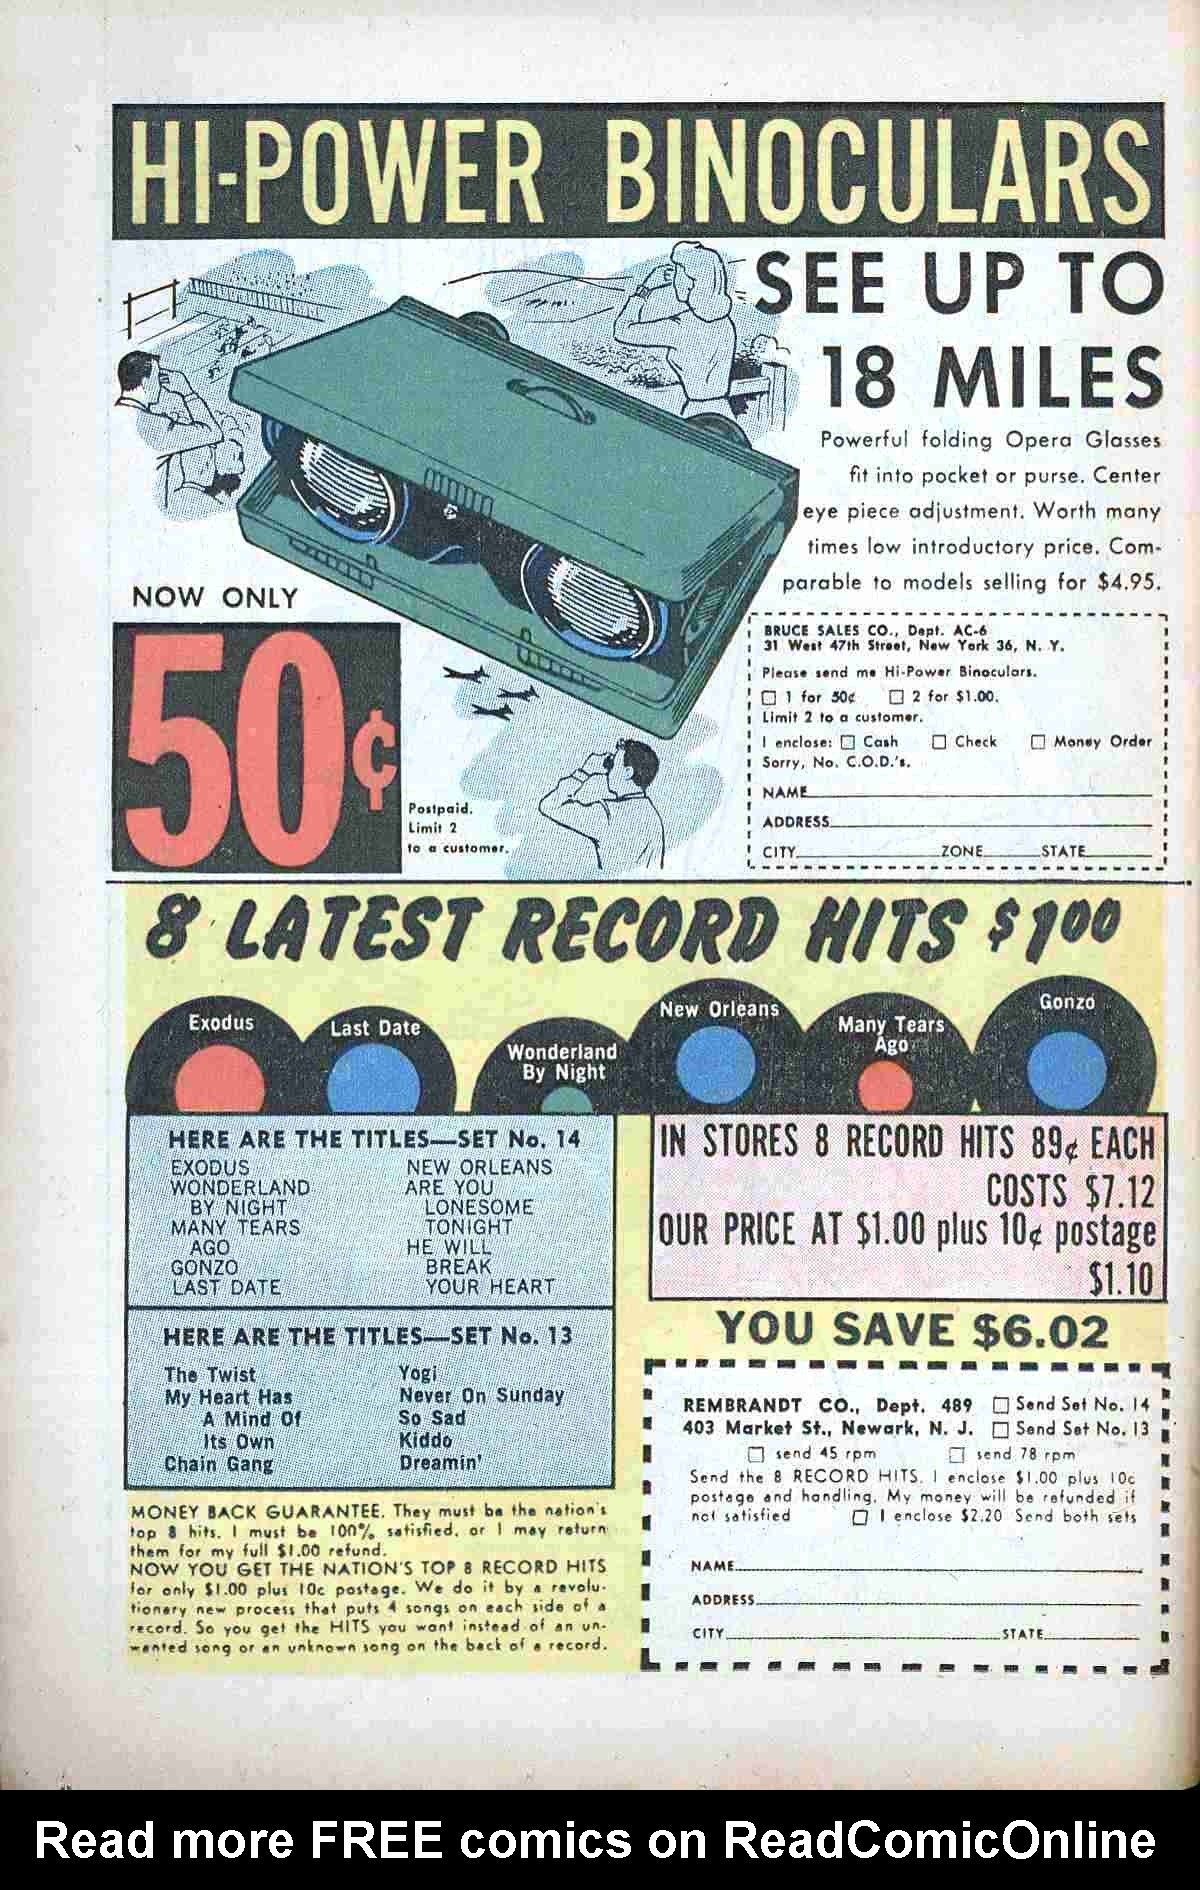 HI-POWER BINOCULARS
SEE UP TO
18 MILES
Powerful folding Opera Glasses
fit into pocket or purse. Center
eye piece adjustment. Worth many
times low introductory price. Com-
parable to models selling for $4.95.
NOW ONLY
50¢
Postpaid.
Limit 2
to a customer.
BRUCE SALES CO., Dept. AC-6
31 West 47th Street, New York 36, N. Y.
Please send me Hi-Power Binoculars.
☐ 1 for 50¢ ☐ 2 for $1.00.
Limit 2 to a customer.
I enclose: ☐ Cash ☐ Check ☐ Money Order
Sorry, No. C.O.D.'s.
NAME
ADDRESS
CITY ZONE STATE
8 LATEST RECORD HITS $1.00
Exodus
Last Date
Wonderland
By Night
New Orleans
Many Tears
Ago
Gonzo
HERE ARE THE TITLES—SET No. 14
EXODUS
WONDERLAND
BY NIGHT
MANY TEARS
AGO
GONZO
LAST DATE
NEW ORLEANS
ARE YOU
LONESOME
TONIGHT
HE WILL
BREAK
YOUR HEART
HERE ARE THE TITLES—SET No. 13
The Twist
My Heart Has
A Mind Of
Its Own
Chain Gang
Yogi
Never On Sunday
So Sad
Kiddo
Dreamin'
MONEY BACK GUARANTEE. They must be the nation's
top 8 hits. I must be 100% satisfied, or I may return
them for my full $1.00 refund.
NOW YOU GET THE NATION'S TOP 8 RECORD HITS
for only $1.00 plus 10c postage. We do it by a revolu-
tionary new process that puts 4 songs on each side of a
record. So you get the HITS you want instead of an un-
wanted song or an unknown song on the back of a record.
IN STORES 8 RECORD HITS 89¢ EACH
COSTS $7.12
OUR PRICE AT $1.00 plus 10¢ postage
$1.10
YOU SAVE $6.02
REMBRANDT CO., Dept. 489 ☐ Send Set No. 14
403 Market St., Newark, N. J. ☐ Send Set No. 13
☐ send 45 rpm ☐ send 78 rpm
Send the 8 RECORD HITS. I enclose $1.00 plus 10c
postage and handling. My money will be refunded if
not satisfied ☐ I enclose $2.20 Send both sets
NAME
ADDRESS
CITY STATE
Read more FREE comics on ReadComicOnline